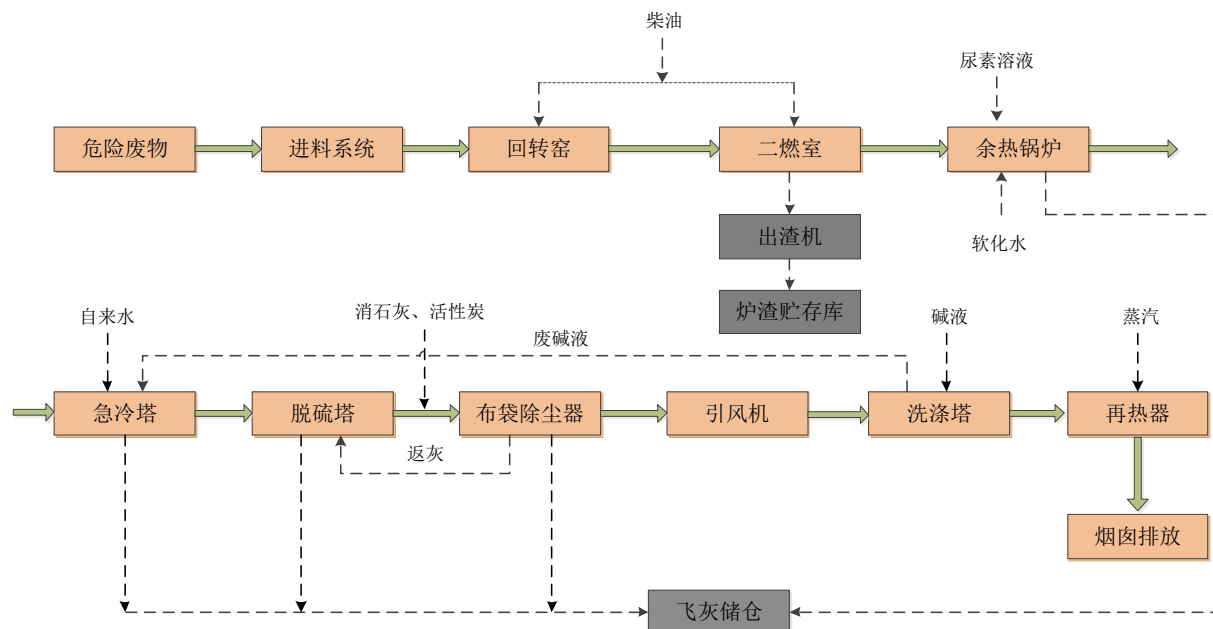 柴油
尿素溶液
危险废物
进料系统
回转窑
二燃室
余热锅炉
出渣机
软化水
炉渣贮存库
自来水
消石灰、活性炭
废碱液
碱液
蒸汽
急冷塔
脱硫塔
布袋除尘器
引风机
洗涤塔
再热器
返灰
烟囱排放
飞灰储仓